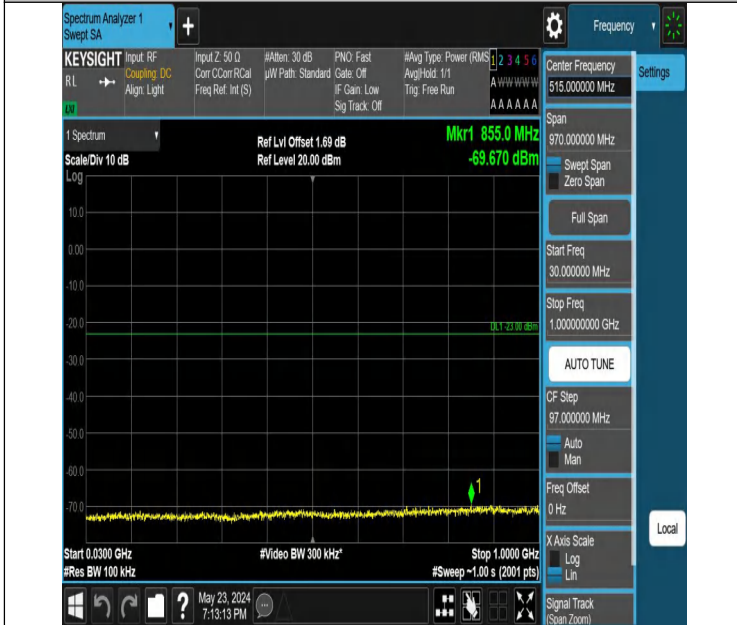 Spectrum Analyzer 1
Swept SA
+
Frequency
KEYSIGHT
RL
Input: RF
Coupling: DC
Align: Light
Input Z: 50 Ω
Corr CCorr RCal
Freq Ref: Int (S)
#Atten: 30 dB
µW Path: Standard
PNO: Fast
Gate: Off
IF Gain: Low
Sig Track: Off
#Avg Type: Power (RMS
Avg|Hold: 1/1
Trig: Free Run
1 2 3 4 5 6
A W W W W W
A A A A A A
1 Spectrum
Scale/Div 10 dB
Log
Ref Lvl Offset 1.69 dB
Ref Level 20.00 dBm
Mkr1 855.0 MHz
-69.670 dBm
10.0
0.00
-10.0
-20.0
DL1 -23.00 dBm
-30.0
-40.0
-50.0
-60.0
1
-70.0
Start 0.0300 GHz
#Res BW 100 kHz
#Video BW 300 kHz*
Stop 1.0000 GHz
#Sweep ~1.00 s (2001 pts)
?
May 23, 2024
7:13:13 PM
Center Frequency
515.000000 MHz
Settings
Span
970.000000 MHz
Swept Span
Zero Span
Full Span
Start Freq
30.000000 MHz
Stop Freq
1.000000000 GHz
AUTO TUNE
CF Step
97.000000 MHz
Auto
Man
Freq Offset
0 Hz
Local
X Axis Scale
Log
Lin
Signal Track
(Span Zoom)